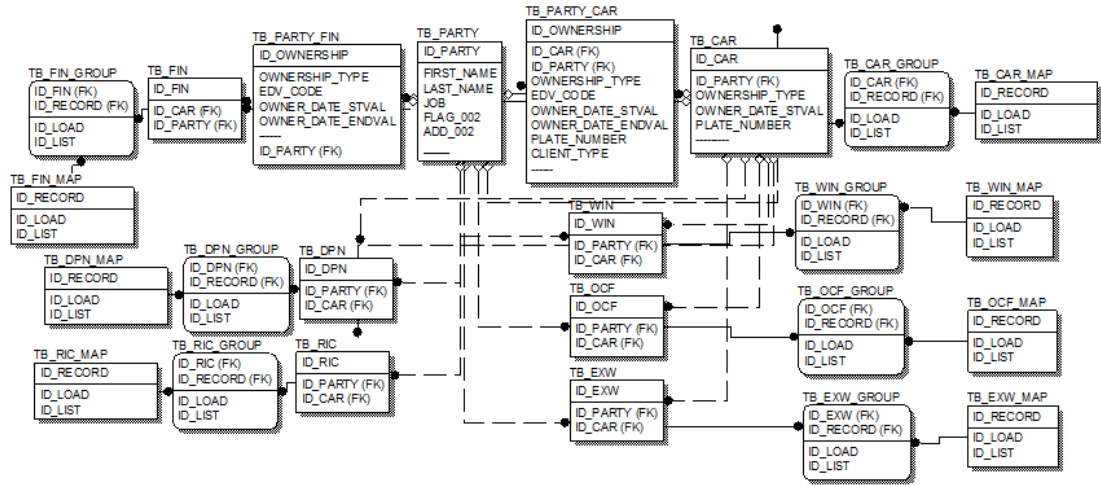 TB_PARTY_CAR
ID_OWNERSHIP
ID_CAR (FK)
ID_PARTY (FK)
OWNERSHIP_TYPE
EDV_CODE
OWNER_DATE_STVAL
OWNER_DATE_ENDVAL
PLATE_NUMBER
CLIENT_TYPE
------
TB_PARTY_FIN
ID_OWNERSHIP
OWNERSHIP_TYPE
EDV_CODE
OWNER_DATE_STVAL
OWNER_DATE_ENDVAL
------
ID_PARTY (FK)
TB_PARTY
ID_PARTY
FIRST_NAME
LAST_NAME
JOB
FLAG_002
ADD_002
____
TB_CAR
ID_CAR
ID_PARTY (FK)
OWNERSHIP_TYPE
OWNER_DATE_STVAL
PLATE_NUMBER
---------
TB_FIN_GROUP
ID_FIN (FK)
ID_RECORD (FK)
ID_LOAD
ID_LIST
TB_FIN
ID_FIN
ID_CAR (FK)
ID_PARTY (FK)
TB_CAR_GROUP
ID_CAR (FK)
ID_RECORD (FK)
ID_LOAD
ID_LIST
TB_CAR_MAP
ID_RECORD
ID_LOAD
ID_LIST
TB_FIN_MAP
ID_RECORD
ID_LOAD
ID_LIST
TB_WIN
ID_WIN
ID_PARTY (FK)
ID_CAR (FK)
TB_WIN_GROUP
ID_WIN (FK)
ID_RECORD (FK)
ID_LOAD
ID_LIST
TB_WIN_MAP
ID_RECORD
ID_LOAD
ID_LIST
TB_DPN_MAP
ID_RECORD
ID_LOAD
ID_LIST
TB_DPN_GROUP
ID_DPN (FK)
ID_RECORD (FK)
ID_LOAD
ID_LIST
TB_DPN
ID_DPN
ID_PARTY (FK)
ID_CAR (FK)
TB_OCF
ID_OCF
ID_PARTY (FK)
ID_CAR (FK)
TB_OCF_GROUP
ID_OCF (FK)
ID_RECORD (FK)
ID_LOAD
ID_LIST
TB_OCF_MAP
ID_RECORD
ID_LOAD
ID_LIST
TB_RIC_MAP
ID_RECORD
ID_LOAD
ID_LIST
TB_RIC_GROUP
ID_RIC (FK)
ID_RECORD (FK)
ID_LOAD
ID_LIST
TB_RIC
ID_RIC
ID_PARTY (FK)
ID_CAR (FK)
TB_EXW
ID_EXW
ID_PARTY (FK)
ID_CAR (FK)
TB_EXW_GROUP
ID_EXW (FK)
ID_RECORD (FK)
ID_LOAD
ID_LIST
TB_EXW_MAP
ID_RECORD
ID_LOAD
ID_LIST